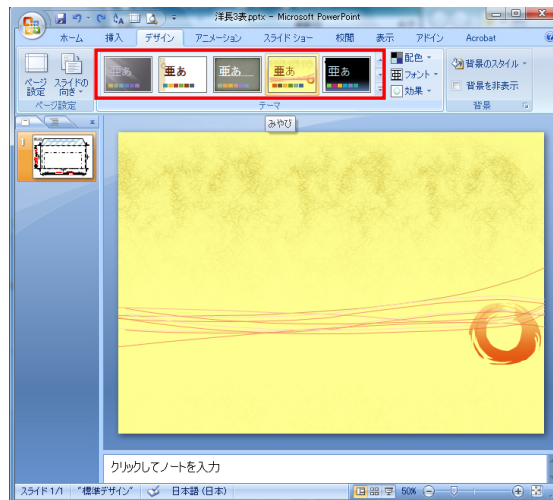 洋長3表.pptx - Microsoft PowerPoint
ホーム 挿入 デザイン アニメーション スライド ショー 校閲 表示 アドイン Acrobat
亜あ 亜あ 亜あ 亜あ 亜あ
配色
亜 フォント
効果
背景のスタイル
背景を非表示
ページ設定 スライドの向き
ページ設定 テーマ 背景
みやび
1
クリックしてノートを入力
スライド 1/1 "標準デザイン" 日本語 (日本) 50%